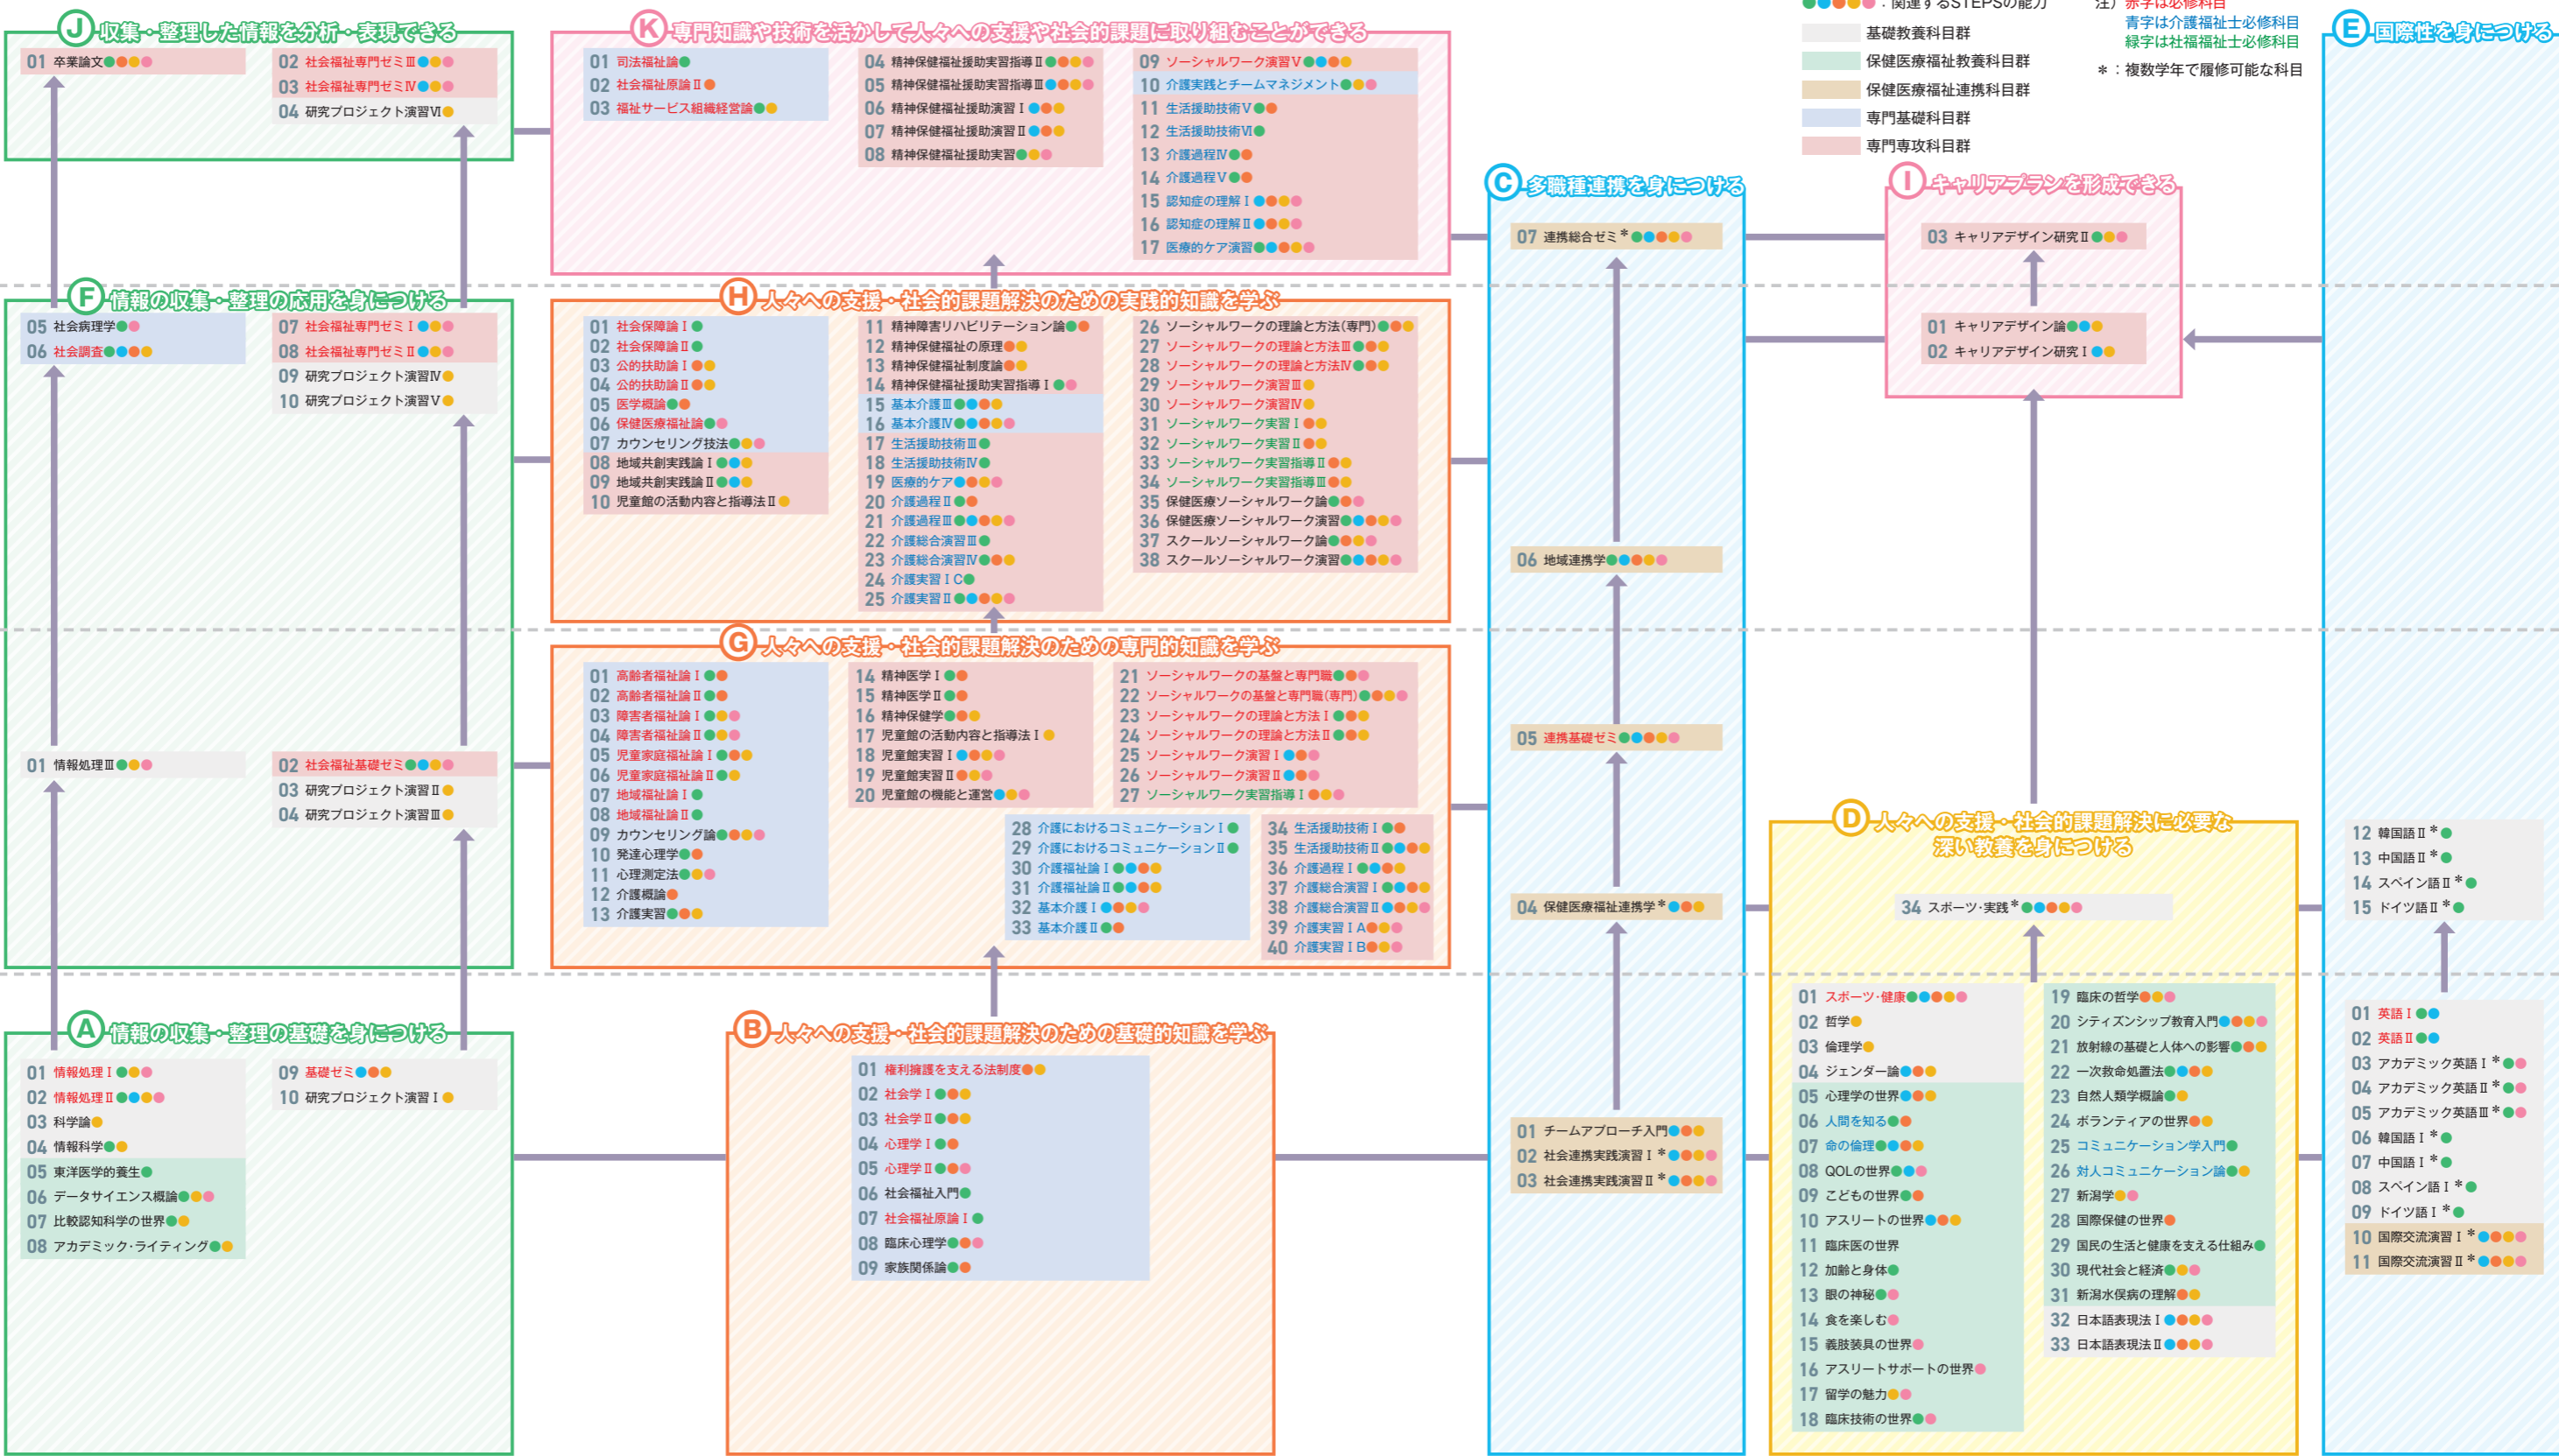 ：関連するSTEPSの能力
基礎教養科目群
保健医療福祉教養科目群
保健医療福祉連携科目群
専門基礎科目群
専門専攻科目群
注）赤字は必修科目
青字は介護福祉士必修科目
緑字は社福福祉士必修科目
＊：複数学年で履修可能な科目
J 収集・整理した情報を分析・表現できる
01 卒業論文
02 社会福祉専門ゼミⅢ
03 社会福祉専門ゼミⅣ
04 研究プロジェクト演習Ⅵ
K 専門知識や技術を活かして人々への支援や社会的課題に取り組むことができる
01 司法福祉論
02 社会福祉原論Ⅱ
03 福祉サービス組織経営論
04 精神保健福祉援助実習指導Ⅱ
05 精神保健福祉援助実習指導Ⅲ
06 精神保健福祉援助演習Ⅰ
07 精神保健福祉援助演習Ⅱ
08 精神保健福祉援助実習
09 ソーシャルワーク演習Ⅴ
10 介護実践とチームマネジメント
11 生活援助技術Ⅴ
12 生活援助技術Ⅵ
13 介護過程Ⅳ
14 介護過程Ⅴ
15 認知症の理解Ⅰ
16 認知症の理解Ⅱ
17 医療的ケア演習
F 情報の収集・整理の応用を身につける
05 社会病理学
06 社会調査
07 社会福祉専門ゼミⅠ
08 社会福祉専門ゼミⅡ
09 研究プロジェクト演習Ⅳ
10 研究プロジェクト演習Ⅴ
01 情報処理Ⅲ
02 社会福祉基礎ゼミ
03 研究プロジェクト演習Ⅱ
04 研究プロジェクト演習Ⅲ
H 人々への支援・社会的課題解決のための実践的知識を学ぶ
01 社会保障論Ⅰ
02 社会保障論Ⅱ
03 公的扶助論Ⅰ
04 公的扶助論Ⅱ
05 医学概論
06 保健医療福祉論
07 カウンセリング技法
08 地域共創実践論Ⅰ
09 地域共創実践論Ⅱ
10 児童館の活動内容と指導法Ⅱ
11 精神障害リハビリテーション論
12 精神保健福祉の原理
13 精神保健福祉制度論
14 精神保健福祉援助実習指導Ⅰ
15 基本介護Ⅲ
16 基本介護Ⅳ
17 生活援助技術Ⅲ
18 生活援助技術Ⅳ
19 医療的ケア
20 介護過程Ⅱ
21 介護過程Ⅲ
22 介護総合演習Ⅲ
23 介護総合演習Ⅳ
24 介護実習ⅠC
25 介護実習Ⅱ
26 ソーシャルワークの理論と方法(専門)
27 ソーシャルワークの理論と方法Ⅲ
28 ソーシャルワークの理論と方法Ⅳ
29 ソーシャルワーク演習Ⅲ
30 ソーシャルワーク演習Ⅳ
31 ソーシャルワーク実習Ⅰ
32 ソーシャルワーク実習Ⅱ
33 ソーシャルワーク実習指導Ⅱ
34 ソーシャルワーク実習指導Ⅲ
35 保健医療ソーシャルワーク論
36 保健医療ソーシャルワーク演習
37 スクールソーシャルワーク論
38 スクールソーシャルワーク演習
G 人々への支援・社会的課題解決のための専門的知識を学ぶ
01 高齢者福祉論Ⅰ
02 高齢者福祉論Ⅱ
03 障害者福祉論Ⅰ
04 障害者福祉論Ⅱ
05 児童家庭福祉論Ⅰ
06 児童家庭福祉論Ⅱ
07 地域福祉論Ⅰ
08 地域福祉論Ⅱ
09 カウンセリング論
10 発達心理学
11 心理測定法
12 介護概論
13 介護実習
14 精神医学Ⅰ
15 精神医学Ⅱ
16 精神保健学
17 児童館の活動内容と指導法Ⅰ
18 児童館実習Ⅰ
19 児童館実習Ⅱ
20 児童館の機能と運営
21 ソーシャルワークの基盤と専門職
22 ソーシャルワークの基盤と専門職(専門)
23 ソーシャルワークの理論と方法Ⅰ
24 ソーシャルワークの理論と方法Ⅱ
25 ソーシャルワーク演習Ⅰ
26 ソーシャルワーク演習Ⅱ
27 ソーシャルワーク実習指導Ⅰ
28 介護におけるコミュニケーションⅠ
29 介護におけるコミュニケーションⅡ
30 介護福祉論Ⅰ
31 介護福祉論Ⅱ
32 基本介護Ⅰ
33 基本介護Ⅱ
34 生活援助技術Ⅰ
35 生活援助技術Ⅱ
36 介護過程Ⅰ
37 介護総合演習Ⅰ
38 介護総合演習Ⅱ
39 介護実習ⅠA
40 介護実習ⅠB
A 情報の収集・整理の基礎を身につける
01 情報処理Ⅰ
02 情報処理Ⅱ
03 科学論
04 情報科学
05 東洋医学的養生
06 データサイエンス概論
07 比較認知科学の世界
08 アカデミック・ライティング
09 基礎ゼミ
10 研究プロジェクト演習Ⅰ
B 人々への支援・社会的課題解決のための基礎的知識を学ぶ
01 権利擁護を支える法制度
02 社会学Ⅰ
03 社会学Ⅱ
04 心理学Ⅰ
05 心理学Ⅱ
06 社会福祉入門
07 社会福祉原論Ⅰ
08 臨床心理学
09 家族関係論
C 多職種連携を身につける
07 連携総合ゼミ＊
06 地域連携学
05 連携基礎ゼミ
04 保健医療福祉連携学＊
01 チームアプローチ入門
02 社会連携実践演習Ⅰ＊
03 社会連携実践演習Ⅱ＊
I キャリアプランを形成できる
03 キャリアデザイン研究Ⅱ
01 キャリアデザイン論
02 キャリアデザイン研究Ⅰ
D 人々への支援・社会的課題解決に必要な
深い教養を身につける
34 スポーツ・実践＊
01 スポーツ・健康
02 哲学
03 倫理学
04 ジェンダー論
05 心理学の世界
06 人間を知る
07 命の倫理
08 QOLの世界
09 こどもの世界
10 アスリートの世界
11 臨床医の世界
12 加齢と身体
13 眼の神秘
14 食を楽しむ
15 義肢装具の世界
16 アスリートサポートの世界
17 留学の魅力
18 臨床技術の世界
19 臨床の哲学
20 シティズンシップ教育入門
21 放射線の基礎と人体への影響
22 一次救命処置法
23 自然人類学概論
24 ボランティアの世界
25 コミュニケーション学入門
26 対人コミュニケーション論
27 新潟学
28 国際保健の世界
29 国民の生活と健康を支える仕組み
30 現代社会と経済
31 新潟水俣病の理解
32 日本語表現法Ⅰ
33 日本語表現法Ⅱ
E 国際性を身につける
12 韓国語Ⅱ＊
13 中国語Ⅱ＊
14 スペイン語Ⅱ＊
15 ドイツ語Ⅱ＊
01 英語Ⅰ
02 英語Ⅱ
03 アカデミック英語Ⅰ＊
04 アカデミック英語Ⅱ＊
05 アカデミック英語Ⅲ＊
06 韓国語Ⅰ＊
07 中国語Ⅰ＊
08 スペイン語Ⅰ＊
09 ドイツ語Ⅰ＊
10 国際交流演習Ⅰ＊
11 国際交流演習Ⅱ＊